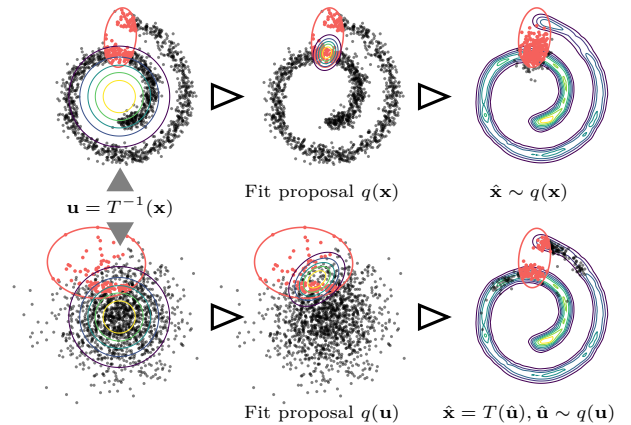 Fit proposal q(𝐱)
𝐱̂ ∼ q(𝐱)
𝐮 = T⁻¹(𝐱)
Fit proposal q(𝐮)
𝐱̂ = T(𝐮̂), 𝐮̂ ∼ q(𝐮)